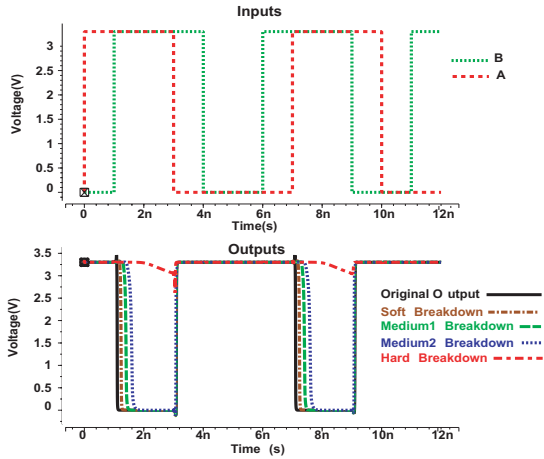 Inputs
Voltage(V)
3
2.5
2
1.5
1
0.5
0
0
2n
4n
6n
8n
10n
12n
Time(s)
B
A
Outputs
Voltage(V)
3.5
3
2.5
2
1.5
1
0.5
0
0
2n
4n
6n
8n
10n
12n
Time (s)
Original O utput
Soft Breakdown
Medium1 Breakdown
Medium2 Breakdown
Hard Breakdown